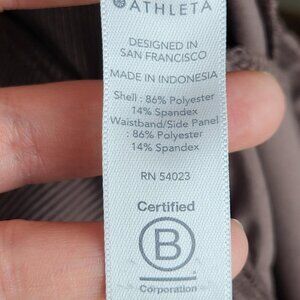 ATHLETA
DESIGNED IN
SAN FRANCISCO
MADE IN INDONESIA
Shell : 86% Polyester
14% Spandex
Waistband/Side Panel
: 86% Polyester
14% Spandex
RN 54023
Certified
B
Corporation